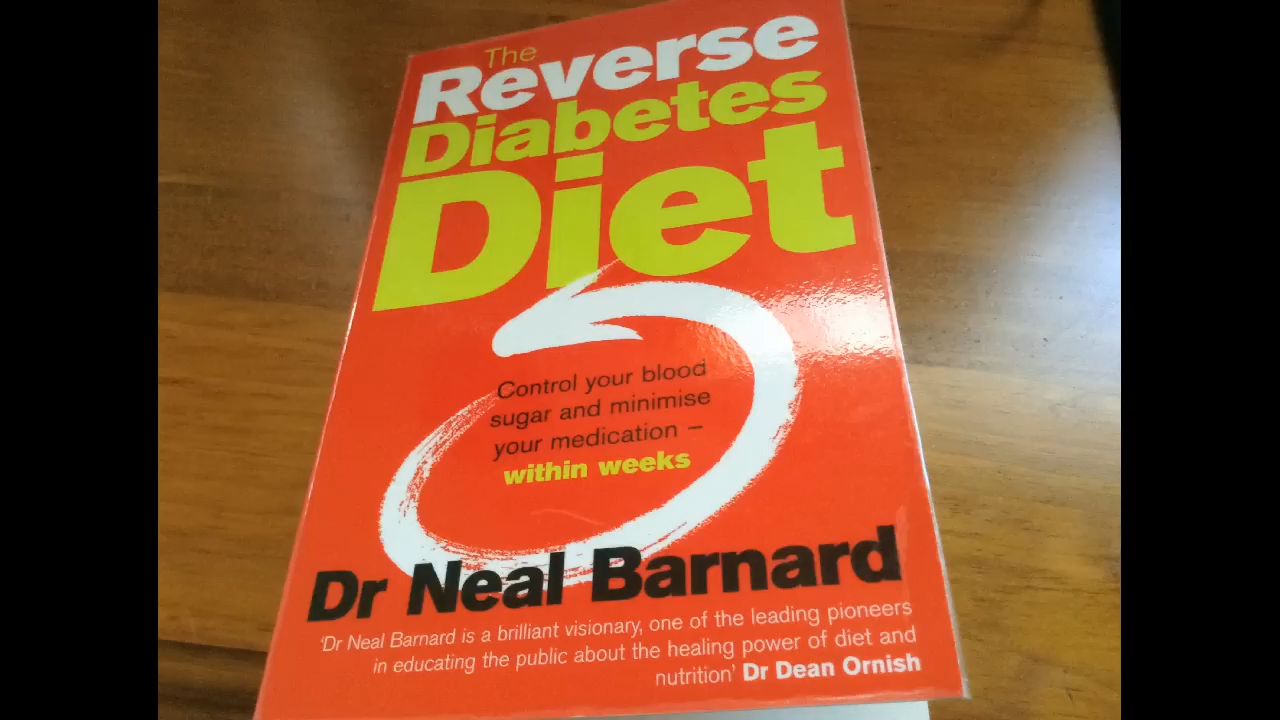 The
Reverse
Diabetes
Diet
Control your blood
sugar and minimise
your medication –
within weeks
Dr Neal Barnard
'Dr Neal Barnard is a brilliant visionary, one of the leading pioneers
in educating the public about the healing power of diet and
nutrition' Dr Dean Ornish